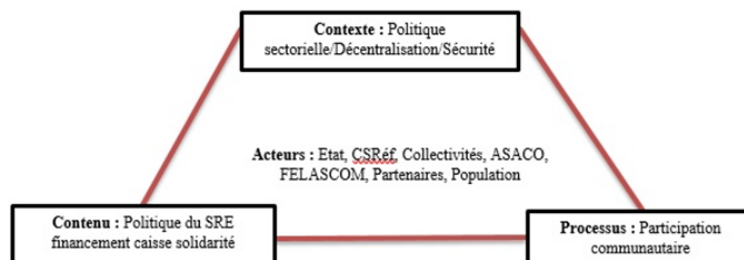 Contexte : Politique
sectorielle/Décentralisation/Sécurité
Acteurs : Etat, CSRéf, Collectivités, ASACO,
FELASCOM, Partenaires, Population
Contenu : Politique du SRE
financement caisse solidarité
Processus : Participation
communautaire